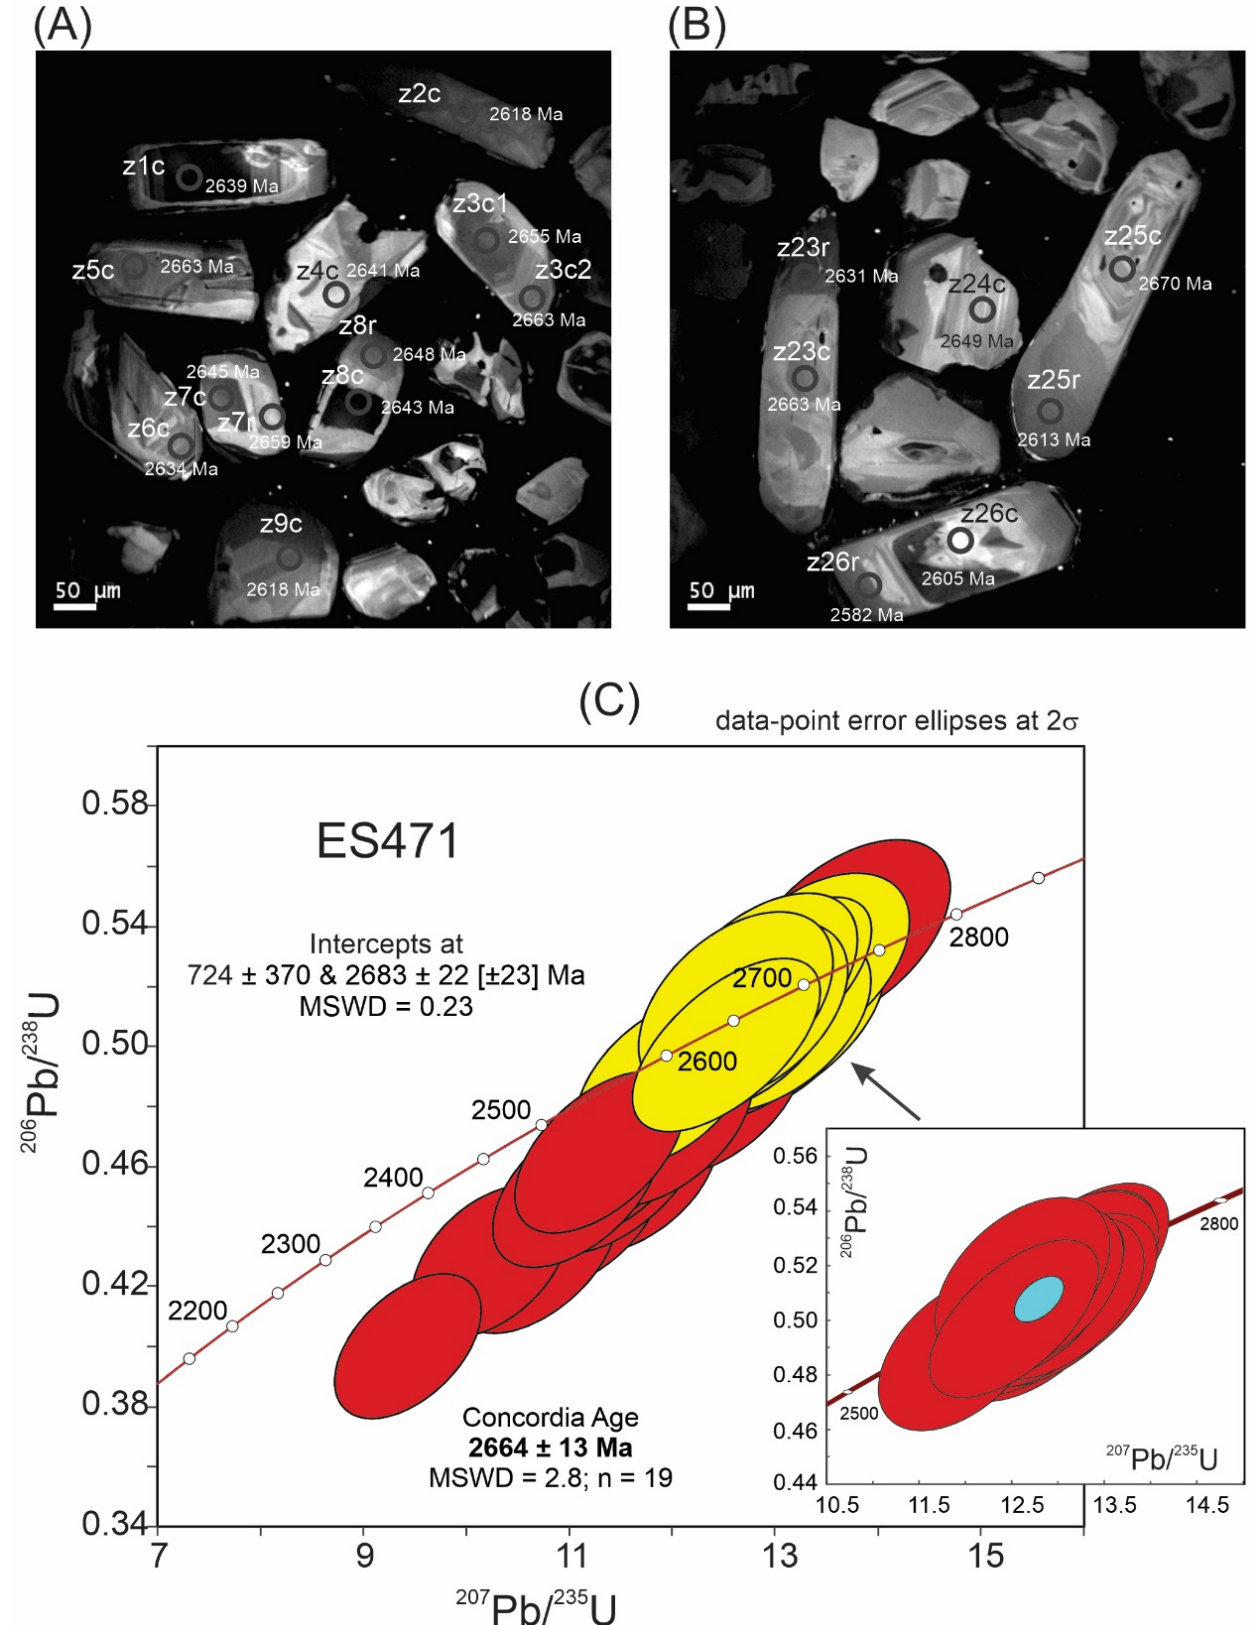 (A)
(B)
z2c
2618 Ma
z1c
2639 Ma
z3c1
2655 Ma
z5c
2663 Ma
z4c
2641 Ma
z3c2
2663 Ma
z8r
2648 Ma
2645 Ma
z8c
z7c
2643 Ma
z7r
z6c
2659 Ma
2634 Ma
z9c
2618 Ma
50 μm
z23r
2631 Ma
z25c
2670 Ma
z24c
2649 Ma
z23c
2663 Ma
z25r
2613 Ma
z26c
z26r
2605 Ma
2582 Ma
50 μm
(C)
data-point error ellipses at 2σ
ES471
Intercepts at
724 ± 370 & 2683 ± 22 [±23] Ma
MSWD = 0.23
0.58
0.54
0.50
0.46
0.42
0.38
0.34
²⁰⁶Pb/²³⁸U
2800
2700
2600
2500
2400
2300
2200
Concordia Age
2664 ± 13 Ma
MSWD = 2.8; n = 19
7
9
11
13
15
²⁰⁷Pb/²³⁵U
0.56
0.54
0.52
0.50
0.48
0.46
0.44
²⁰⁶Pb/²³⁸U
2800
2500
²⁰⁷Pb/²³⁵U
10.5
11.5
12.5
13.5
14.5